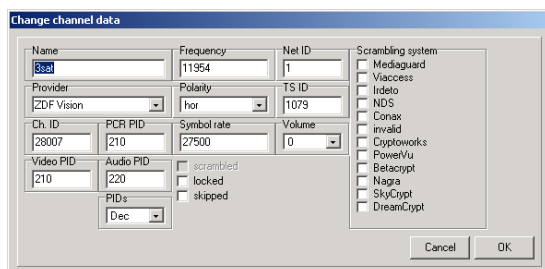 Change channel data
Name
3sat
Frequency
11954
Net ID
1
Provider
ZDF Vision
Polarity
hor
TS ID
1079
Ch. ID
28007
PCR PID
210
Symbol rate
27500
Volume
0
Video PID
210
Audio PID
220
scrambled
locked
skipped
PIDs
Dec
Scrambling system
Mediaguard
Viaccess
Irdeto
NDS
Conax
invalid
Cryptoworks
PowerVu
Betacrypt
Nagra
SkyCrypt
DreamCrypt
Cancel
OK